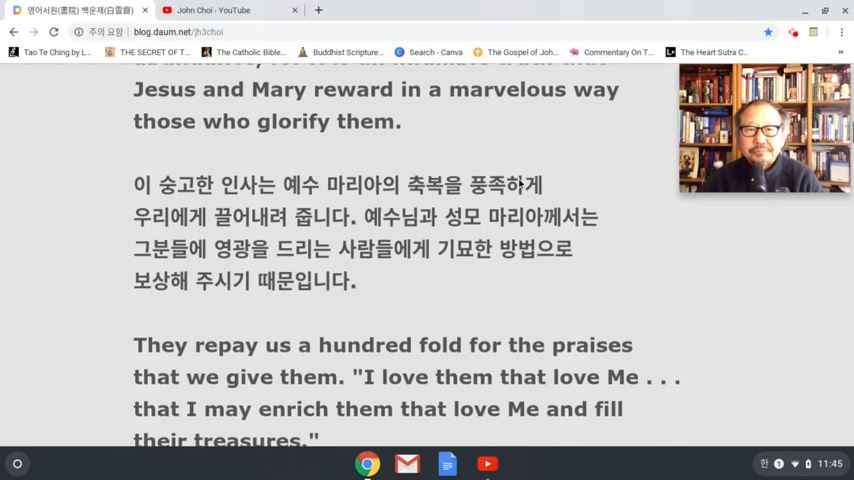 영어서원(書院) 백운재(白雲齋)
John Choi - YouTube
주의 요함
blog.daum.net/jh3choi
Tao Te Ching by L...
THE SECRET OF T...
The Catholic Bible...
Buddhist Scripture...
Search - Canva
The Gospel of Joh...
Commentary On T...
The Heart Sutra C...
Jesus and Mary reward in a marvelous way
those who glorify them.
이 숭고한 인사는 예수 마리아의 축복을 풍족하게
우리에게 끌어내려 줍니다. 예수님과 성모 마리아께서는
그분들에 영광을 드리는 사람들에게 기묘한 방법으로
보상해 주시기 때문입니다.
They repay us a hundred fold for the praises
that we give them. "I love them that love Me . . .
that I may enrich them that love Me and fill
their treasures."
한
1
11:45